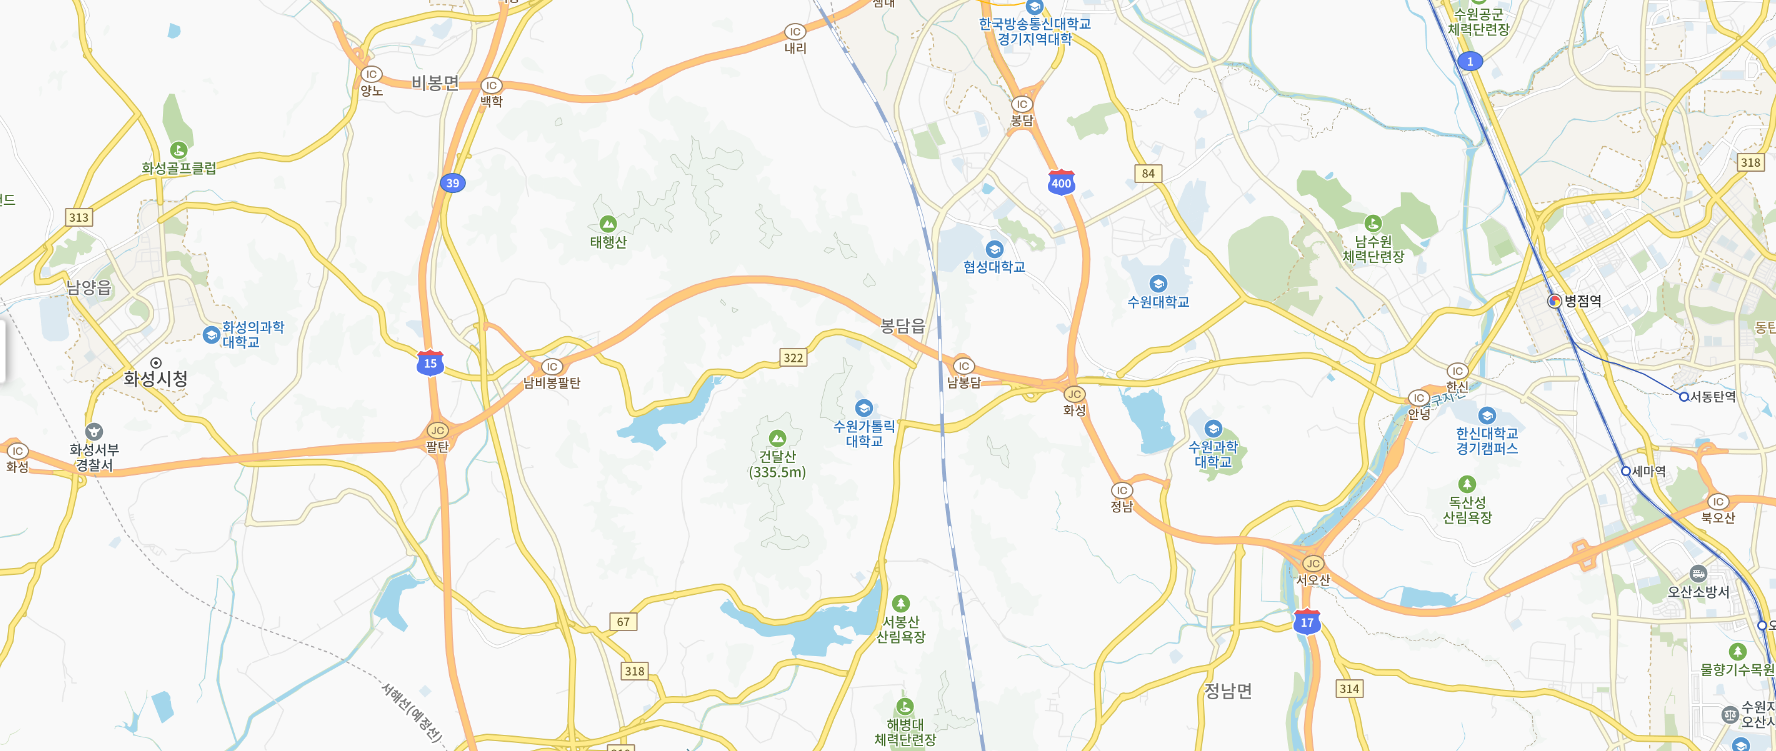 한국방송통신대학교
경기지역대학
수원공군
체력단련장
IC
내리
1
IC
양노
비봉면
IC
백학
IC
봉담
화성골프클럽
39
400
84
318
313
태행산
협성대학교
남수원
체력단련장
수원대학교
남양읍
병점역
화성의과학
대학교
봉담읍
322
15
화성시청
IC
남비봉팔탄
IC
남봉담
IC
한신
JC
화성
IC
안녕
서동탄역
수원가톨릭
대학교
한신대학교
경기캠퍼스
수원과학
대학교
JC
팔탄
화성서부
경찰서
IC
화성
건달산
(335.5m)
세마역
IC
정남
독산성
산림욕장
IC
북오산
JC
서오산
오산소방서
67
서봉산
산림욕장
17
318
물향기수목원
정남면
314
서해선(예정선)
해병대
체력단련장